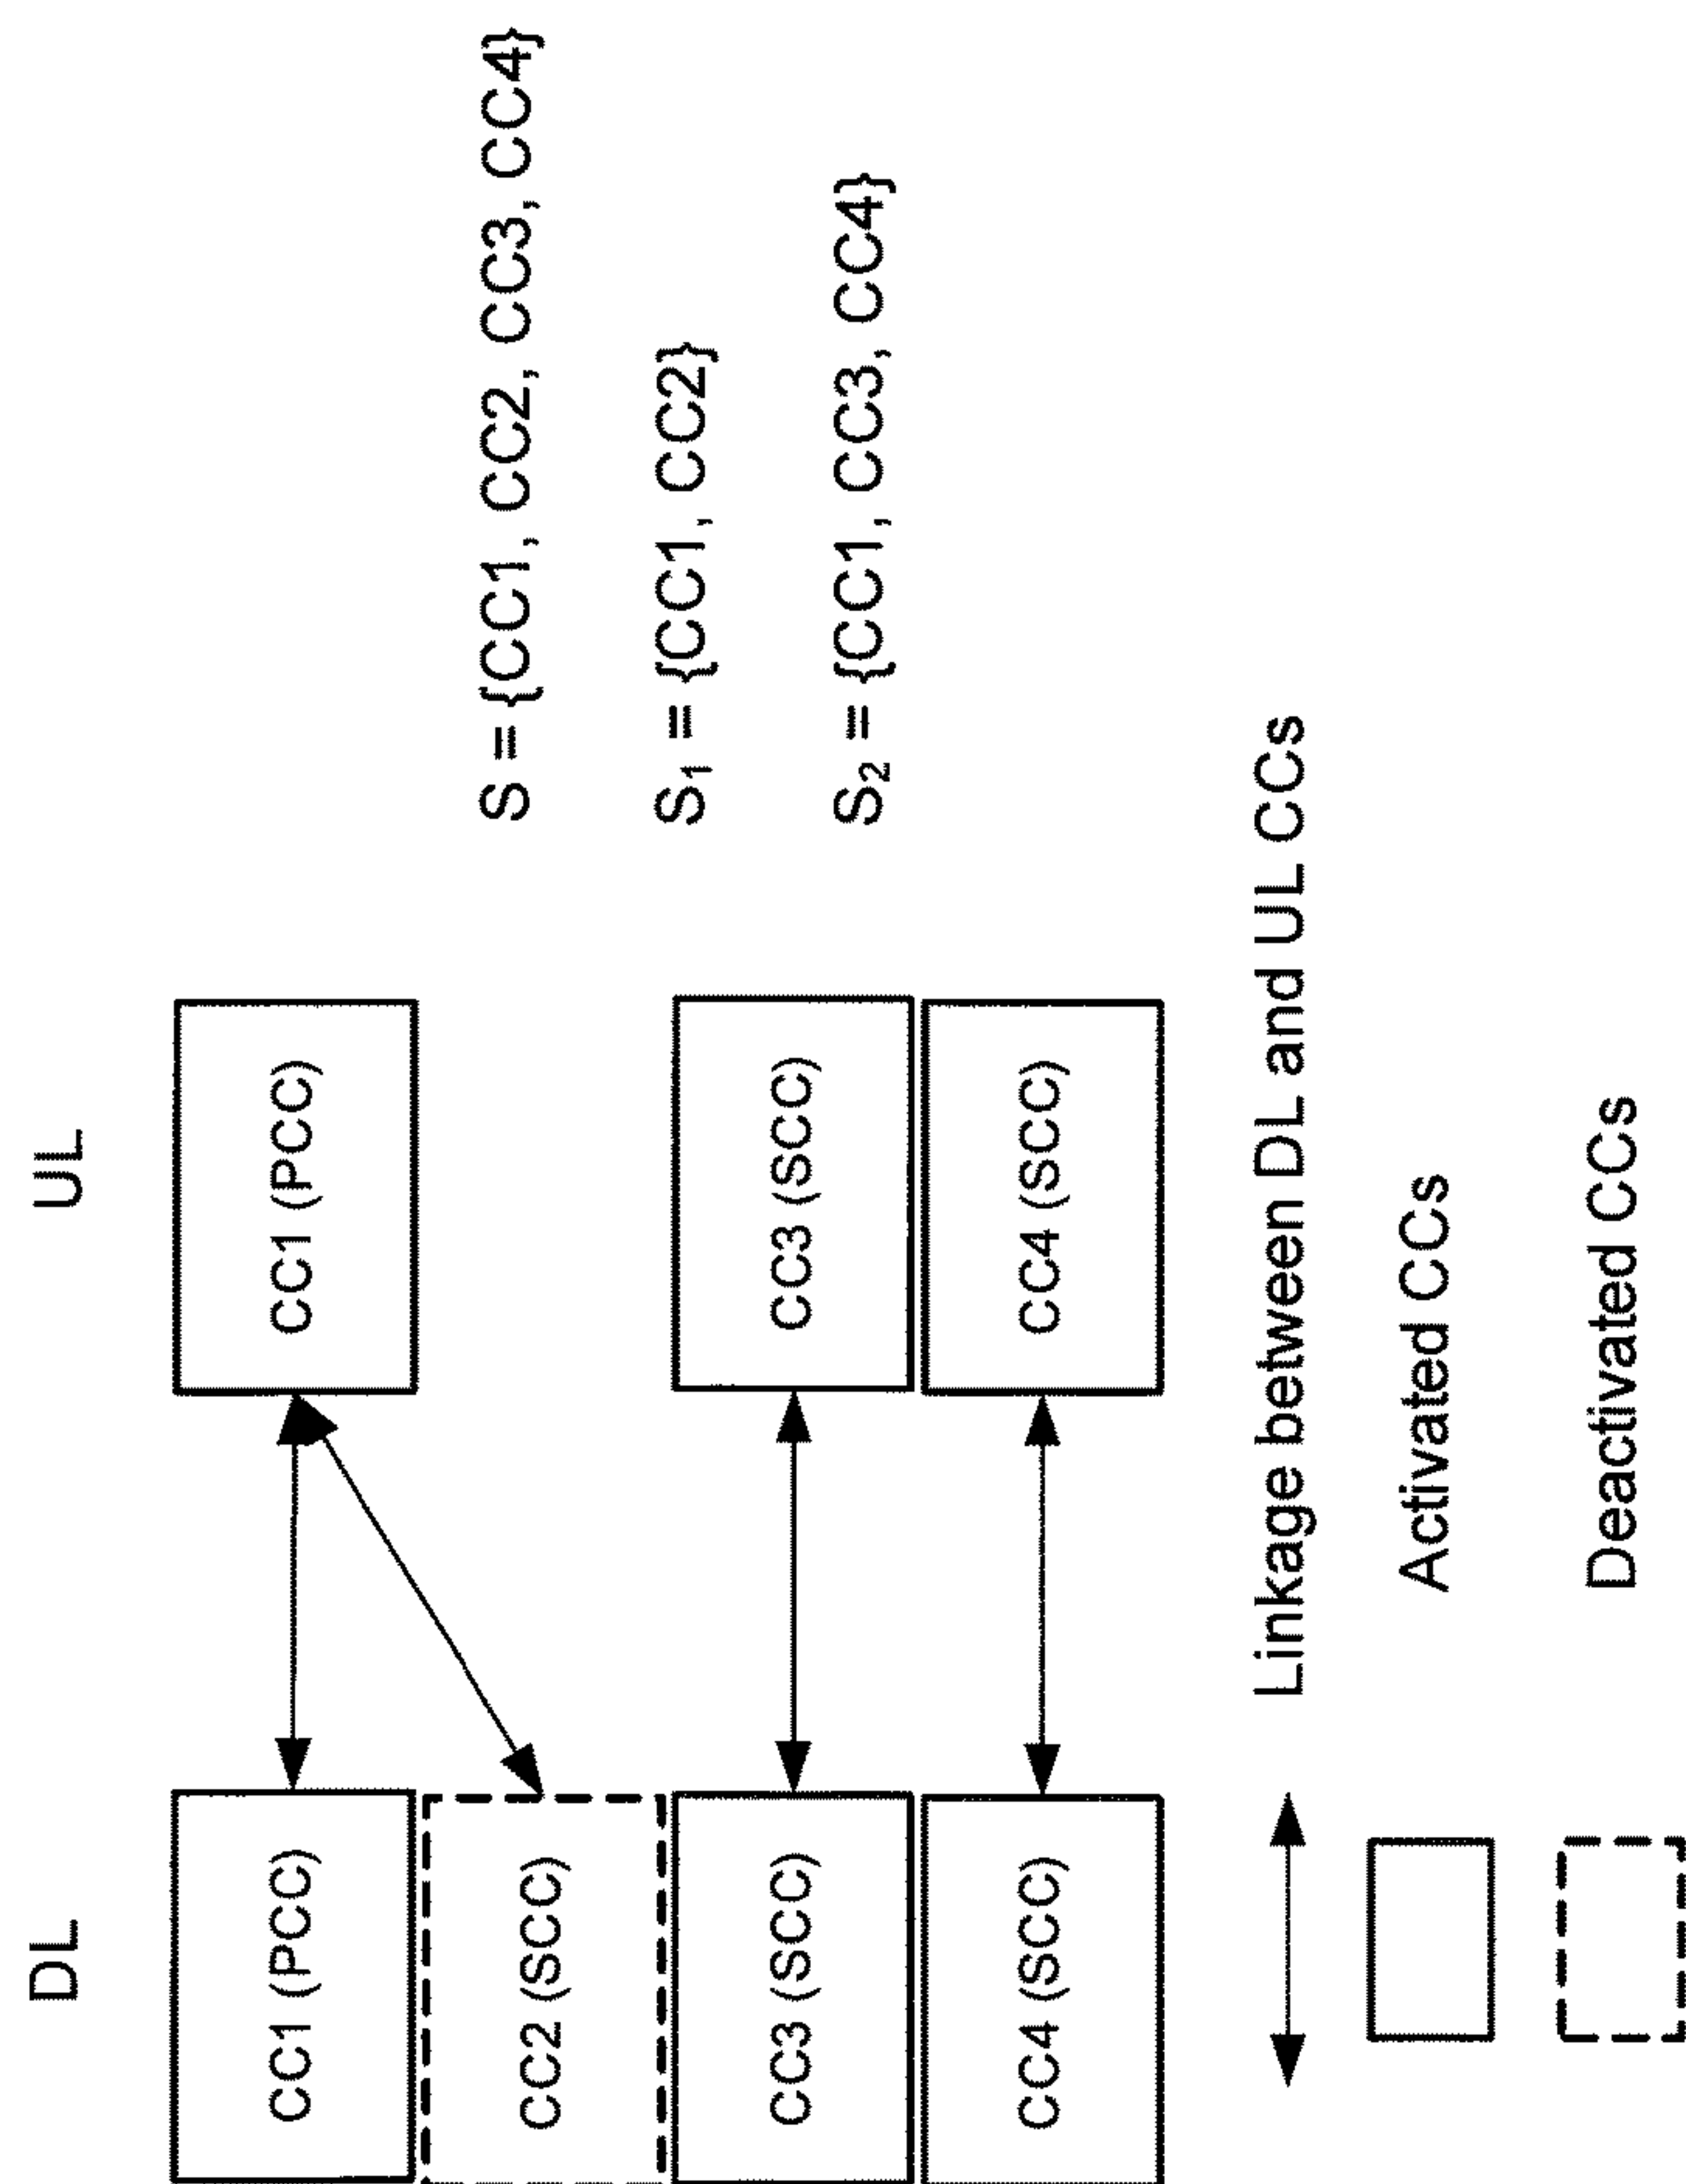 DL
UL
CC1 (PCC)
CC1 (PCC)
CC2 (SCC)
S = {CC1, CC2, CC3, CC4}
CC3 (SCC)
CC3 (SCC)
S₁ = {CC1, CC2}
CC4 (SCC)
CC4 (SCC)
S₂ = {CC1, CC3, CC4}
Linkage between DL and UL CCs
Activated CCs
Deactivated CCs